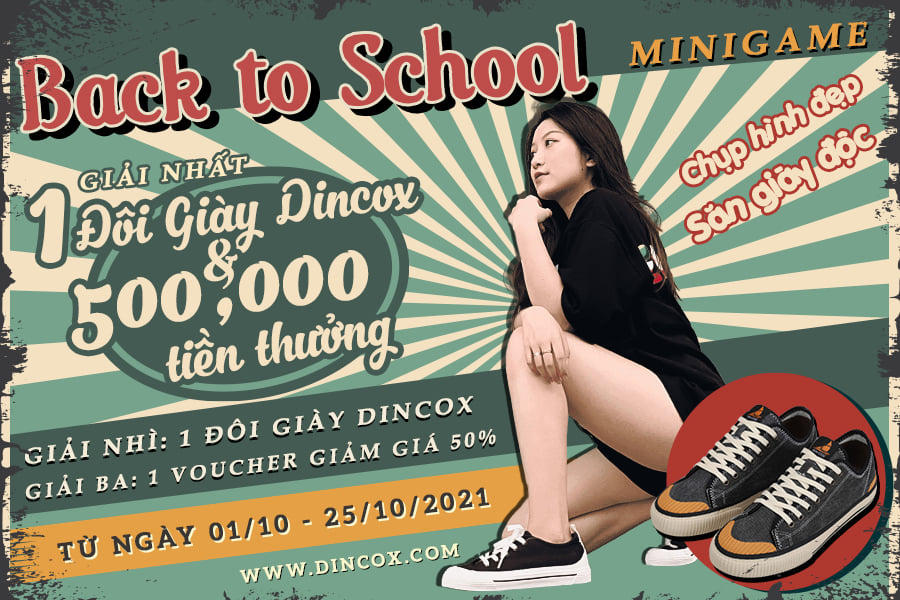 Back to School
MINIGAME
chụp hình đẹp
Săn giày độc
GIẢI NHẤT
1 Đôi Giày Dincox
&
500,000
tiền thưởng
GIẢI NHÌ: 1 ĐÔI GIÀY DINCOX
GIẢI BA: 1 VOUCHER GIẢM GIÁ 50%
TỪ NGÀY 01/10 - 25/10/2021
WWW.DINCOX.COM